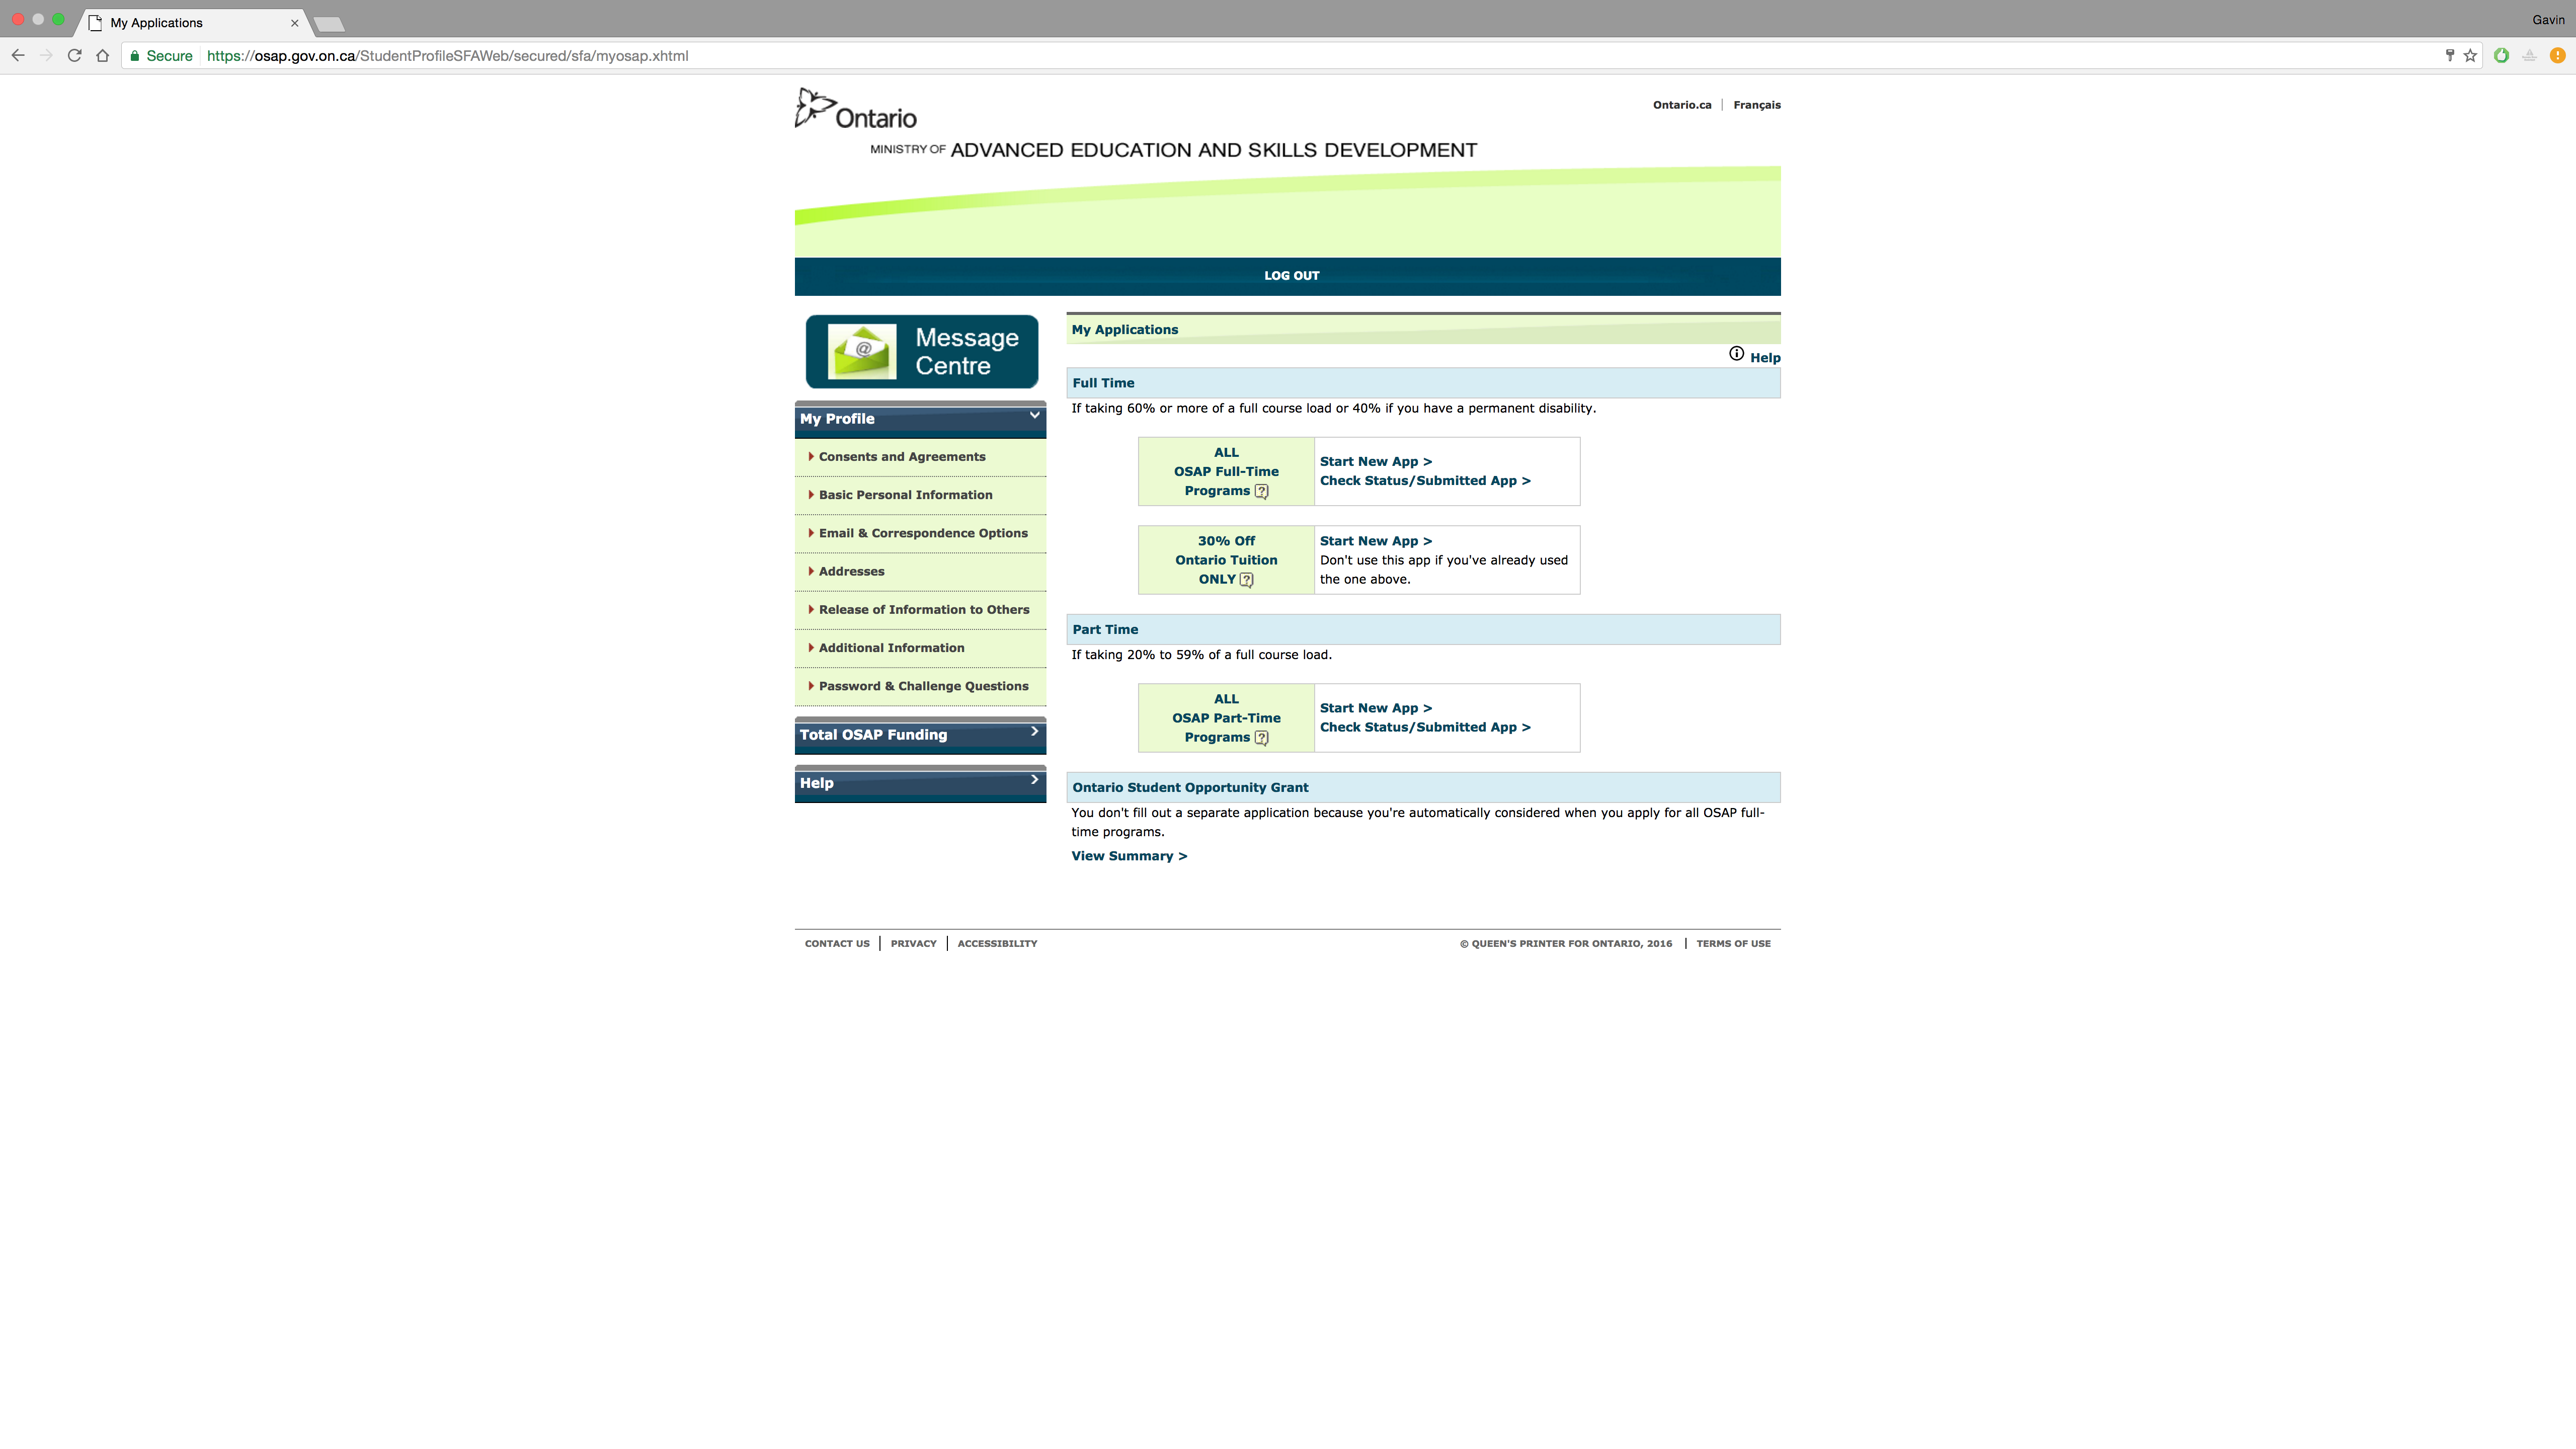 My Applications
Gavin
Secure https://osap.gov.on.ca/StudentProfileSFAWeb/secured/sfa/myosap.xhtml
Ontario
Ontario.ca Français
MINISTRY OF ADVANCED EDUCATION AND SKILLS DEVELOPMENT
LOG OUT
Message
Centre
My Profile
Consents and Agreements
Basic Personal Information
Email & Correspondence Options
Addresses
Release of Information to Others
Additional Information
Password & Challenge Questions
Total OSAP Funding
Help
My Applications
Help
Full Time
If taking 60% or more of a full course load or 40% if you have a permanent disability.
ALL
OSAP Full-Time
Programs ?
Start New App >
Check Status/Submitted App >
30% Off
Ontario Tuition
ONLY ?
Start New App >
Don't use this app if you've already used
the one above.
Part Time
If taking 20% to 59% of a full course load.
ALL
OSAP Part-Time
Programs ?
Start New App >
Check Status/Submitted App >
Ontario Student Opportunity Grant
You don't fill out a separate application because you're automatically considered when you apply for all OSAP full-
time programs.
View Summary >
CONTACT US PRIVACY ACCESSIBILITY
© QUEEN'S PRINTER FOR ONTARIO, 2016 TERMS OF USE